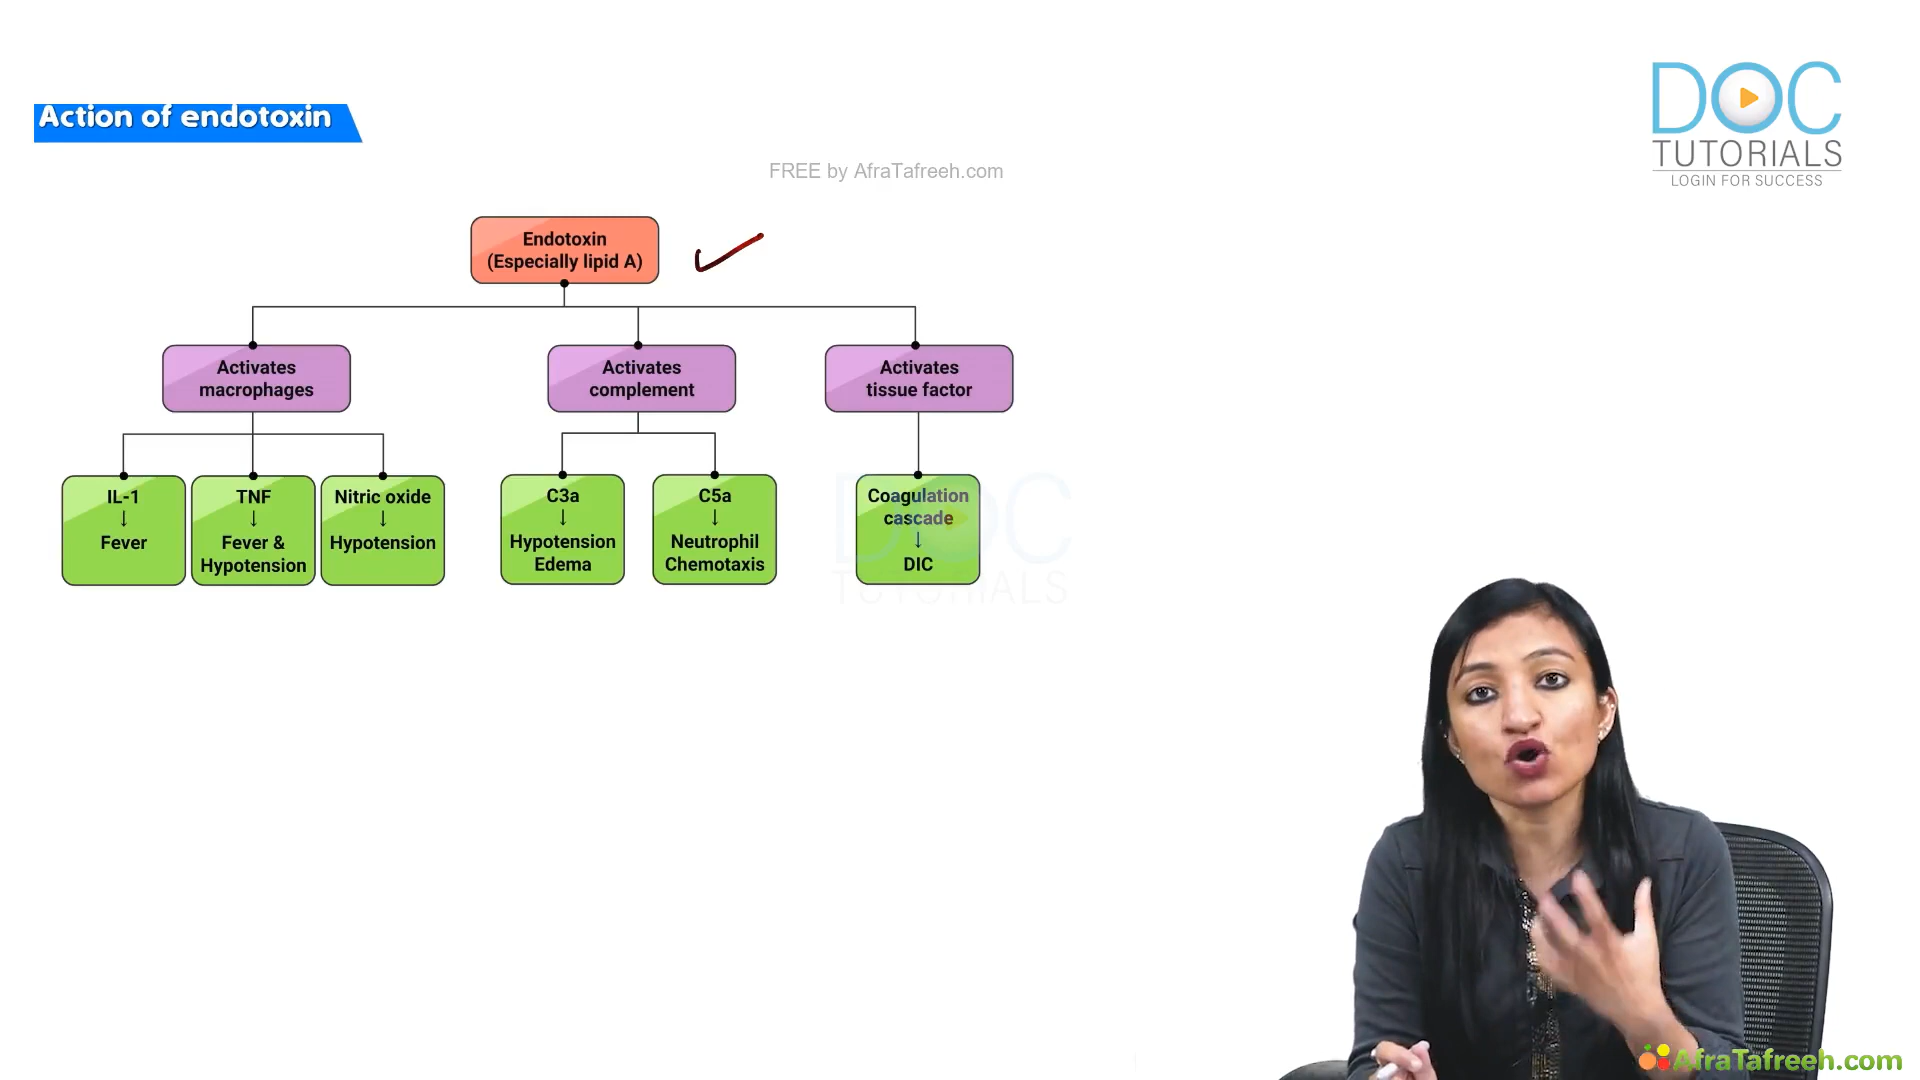 Action of endotoxin
DOC
TUTORIALS
LOGIN FOR SUCCESS
FREE by AfraTafreeh.com
Endotoxin
(Especially lipid A)
Activates
macrophages
Activates
complement
Activates
tissue factor
IL-1
↓
Fever
TNF
↓
Fever &
Hypotension
Nitric oxide
↓
Hypotension
C3a
↓
Hypotension
Edema
C5a
↓
Neutrophil
Chemotaxis
Coagulation
cascade
↓
DIC
DOC
TUTORIALS
AfraTafreeh.com